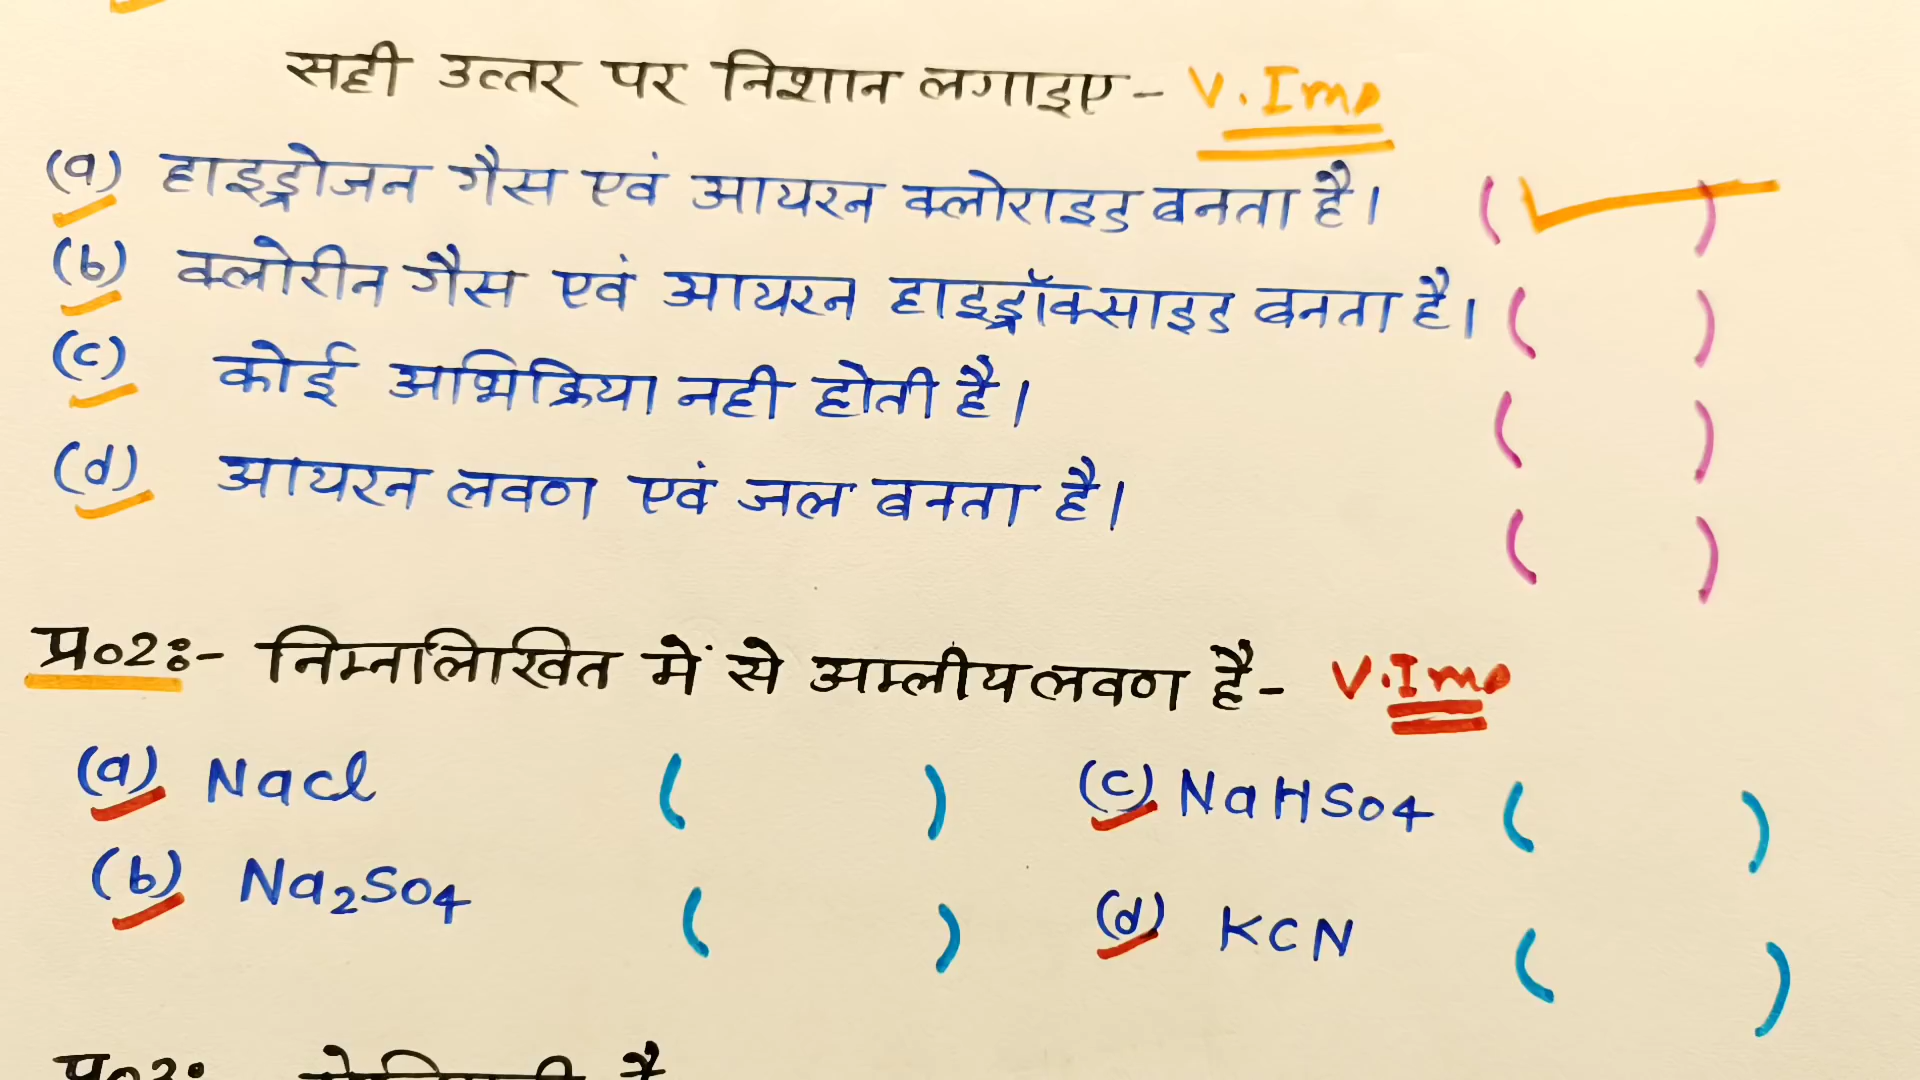 सही उत्तर पर निशान लगाइए - V. Imp
(a) हाइड्रोजन गैस एवं आयरन क्लोराइड बनता है। ( ✓ )
(b) क्लोरीन गैस एवं आयरन हाइड्रॉक्साइड बनता है। ( )
(c) कोई अभिक्रिया नही होती है। ( )
(d) आयरन लवण एवं जल बनता है। ( )
प्र०2:- निम्नलिखित में से अम्लीय लवण है- V.Imp
(a) NaCl ( ) (c) NaHSO4 ( )
(b) Na2SO4 ( ) (d) KCN ( )